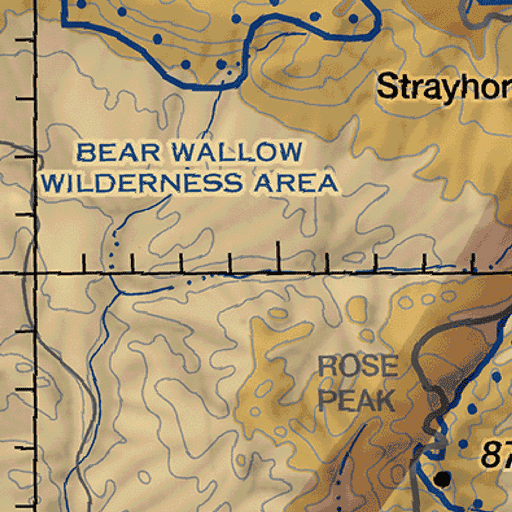 Strayhor
BEAR WALLOW
WILDERNESS AREA
ROSE
PEAK
87